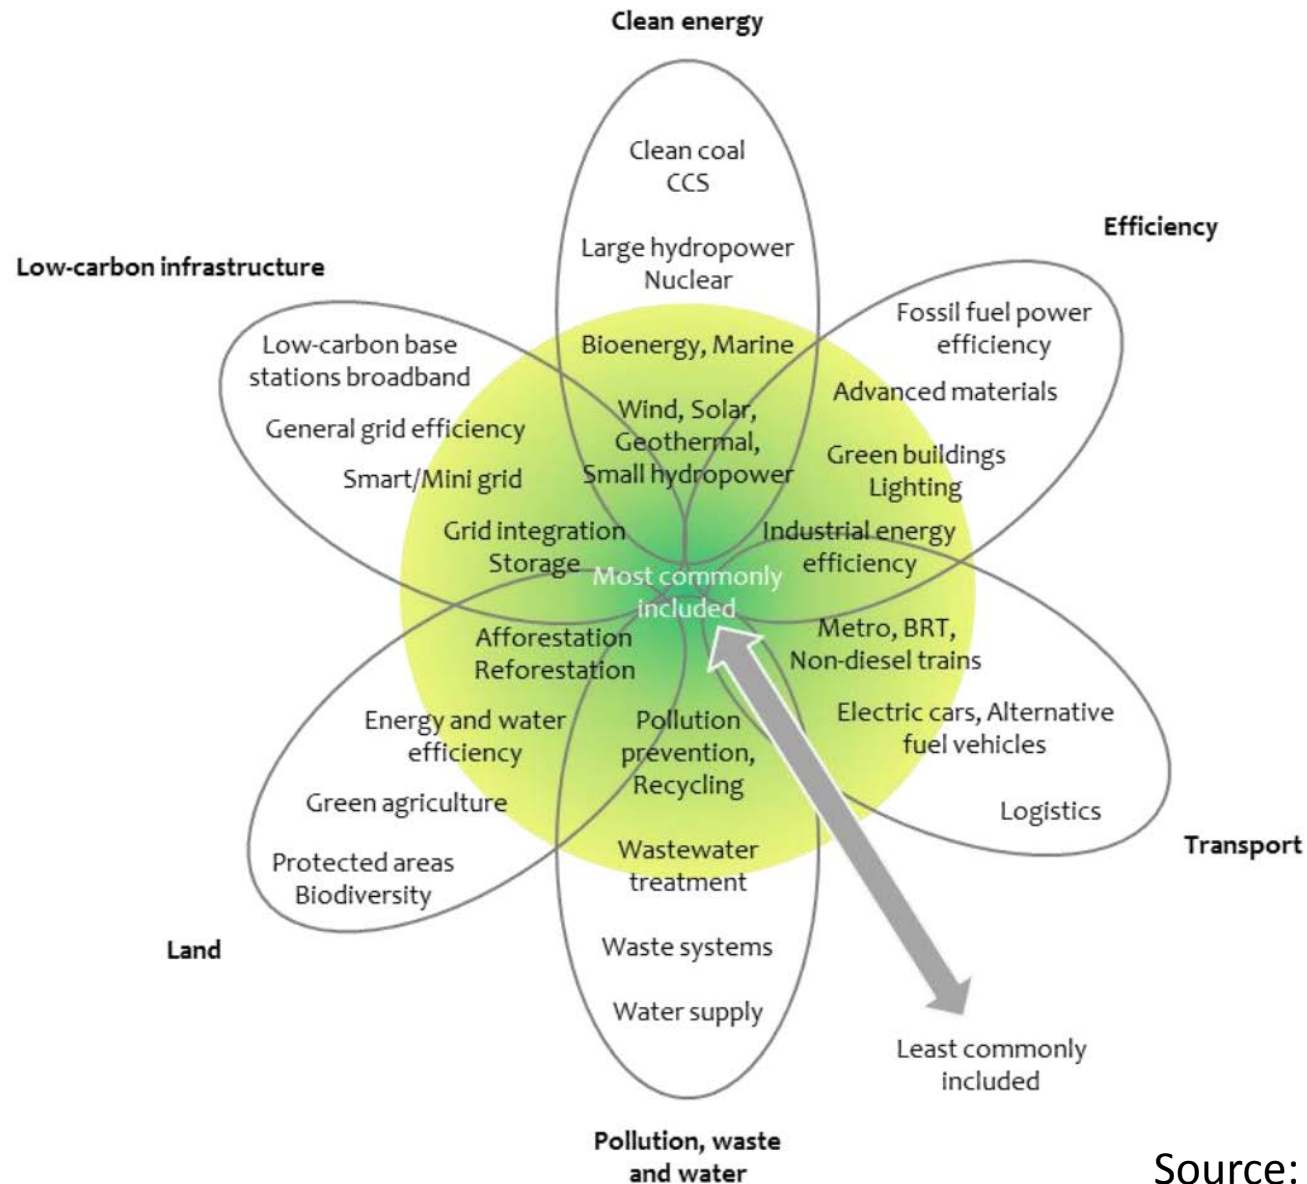 Clean energy
Clean coal
CCS
Large hydropower
Nuclear
Bioenergy, Marine
Wind, Solar,
Geothermal,
Small hydropower
Efficiency
Fossil fuel power
efficiency
Advanced materials
Green buildings
Lighting
Industrial energy
efficiency
Low-carbon infrastructure
Low-carbon base
stations broadband
General grid efficiency
Smart/Mini grid
Grid integration
Storage
Most commonly
included
Metro, BRT,
Non-diesel trains
Electric cars, Alternative
fuel vehicles
Logistics
Transport
Afforestation
Reforestation
Energy and water
efficiency
Green agriculture
Protected areas
Biodiversity
Land
Pollution
prevention,
Recycling
Wastewater
treatment
Waste systems
Water supply
Pollution, waste
and water
Least commonly
included
Source: